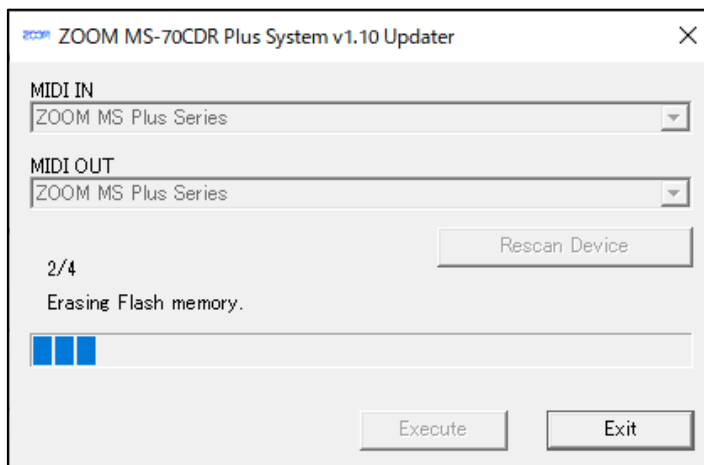 ZOOM ZOOM MS-70CDR Plus System v1.10 Updater
MIDI IN
ZOOM MS Plus Series
MIDI OUT
ZOOM MS Plus Series
Rescan Device
2/4
Erasing Flash memory.
Execute Exit